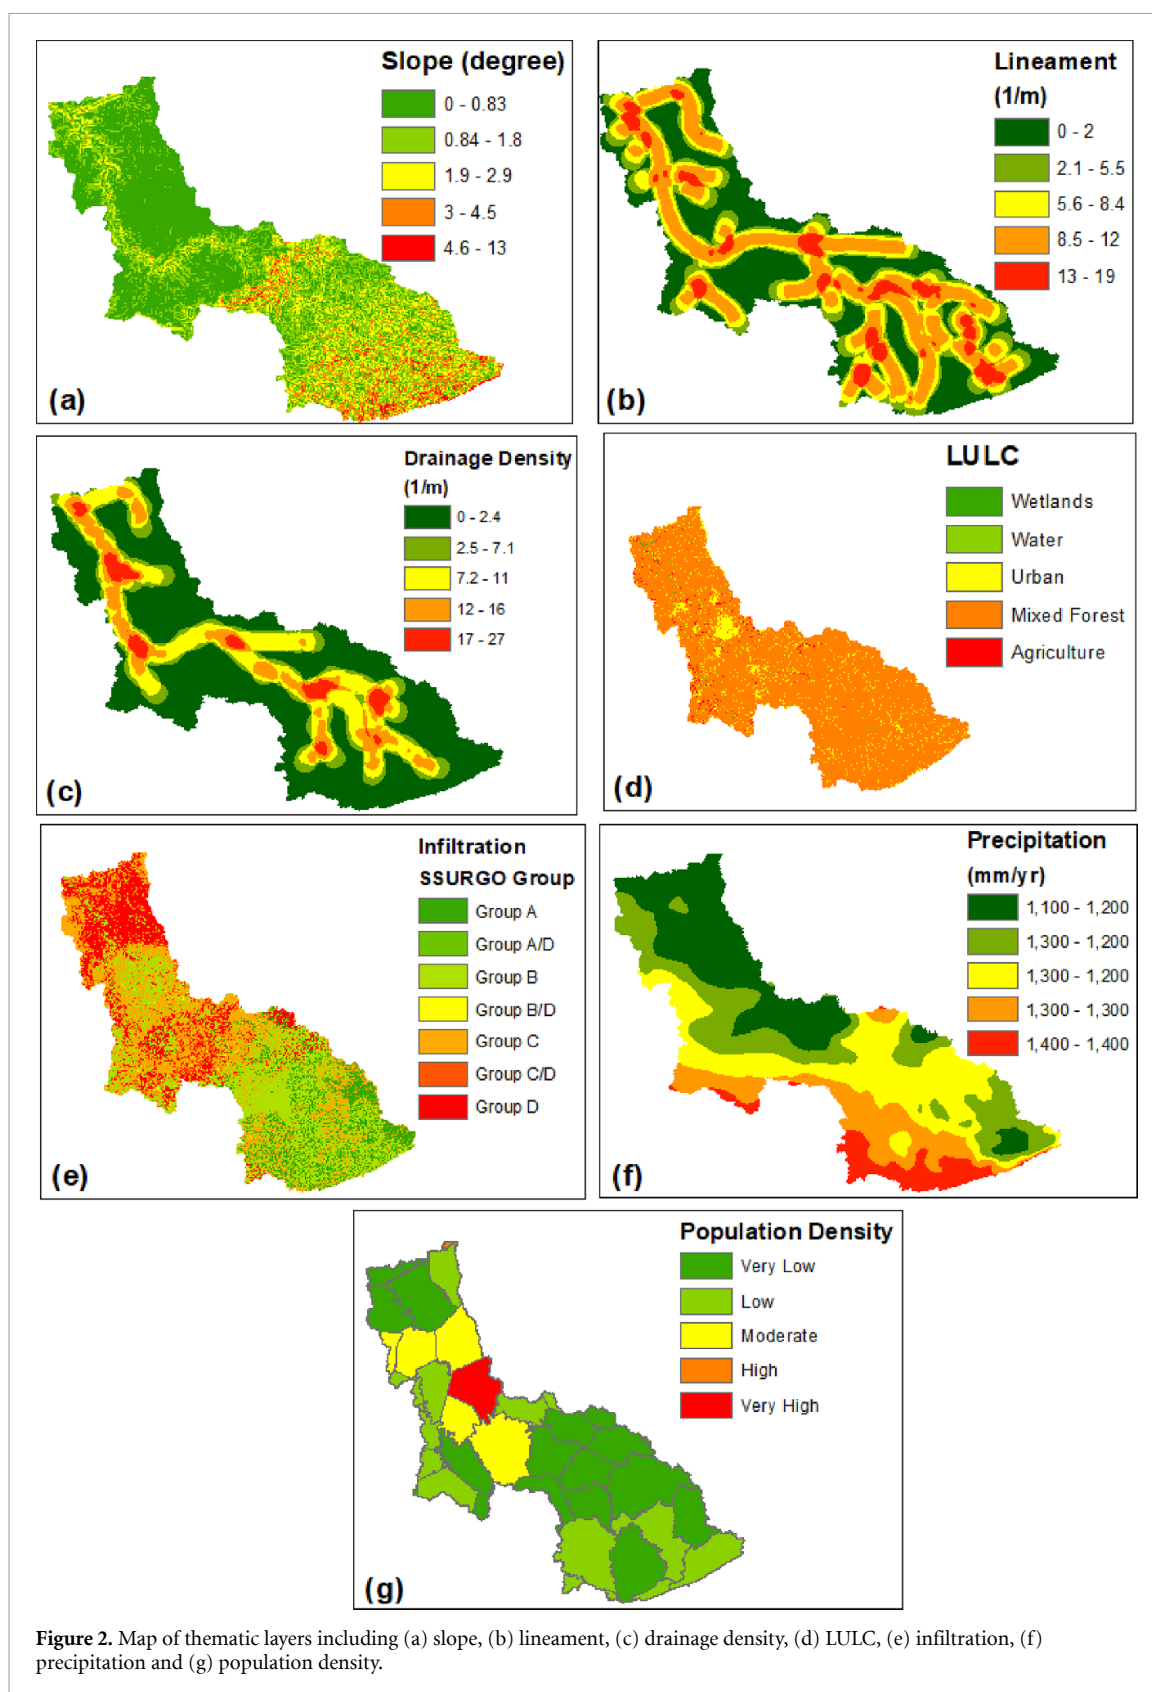 Slope (degree)
0 - 0.83
0.84 - 1.8
1.9 - 2.9
3 - 4.5
4.6 - 13
(a)
Lineament
(1/m)
0 - 2
2.1 - 5.5
5.6 - 8.4
8.5 - 12
13 - 19
(b)
Drainage Density
(1/m)
0 - 2.4
2.5 - 7.1
7.2 - 11
12 - 16
17 - 27
(c)
LULC
Wetlands
Water
Urban
Mixed Forest
Agriculture
(d)
Infiltration
SSURGO Group
Group A
Group A/D
Group B
Group B/D
Group C
Group C/D
Group D
(e)
Precipitation
(mm/yr)
1,100 - 1,200
1,300 - 1,200
1,300 - 1,200
1,300 - 1,300
1,400 - 1,400
(f)
Population Density
Very Low
Low
Moderate
High
Very High
(g)
Figure 2. Map of thematic layers including (a) slope, (b) lineament, (c) drainage density, (d) LULC, (e) infiltration, (f)
precipitation and (g) population density.